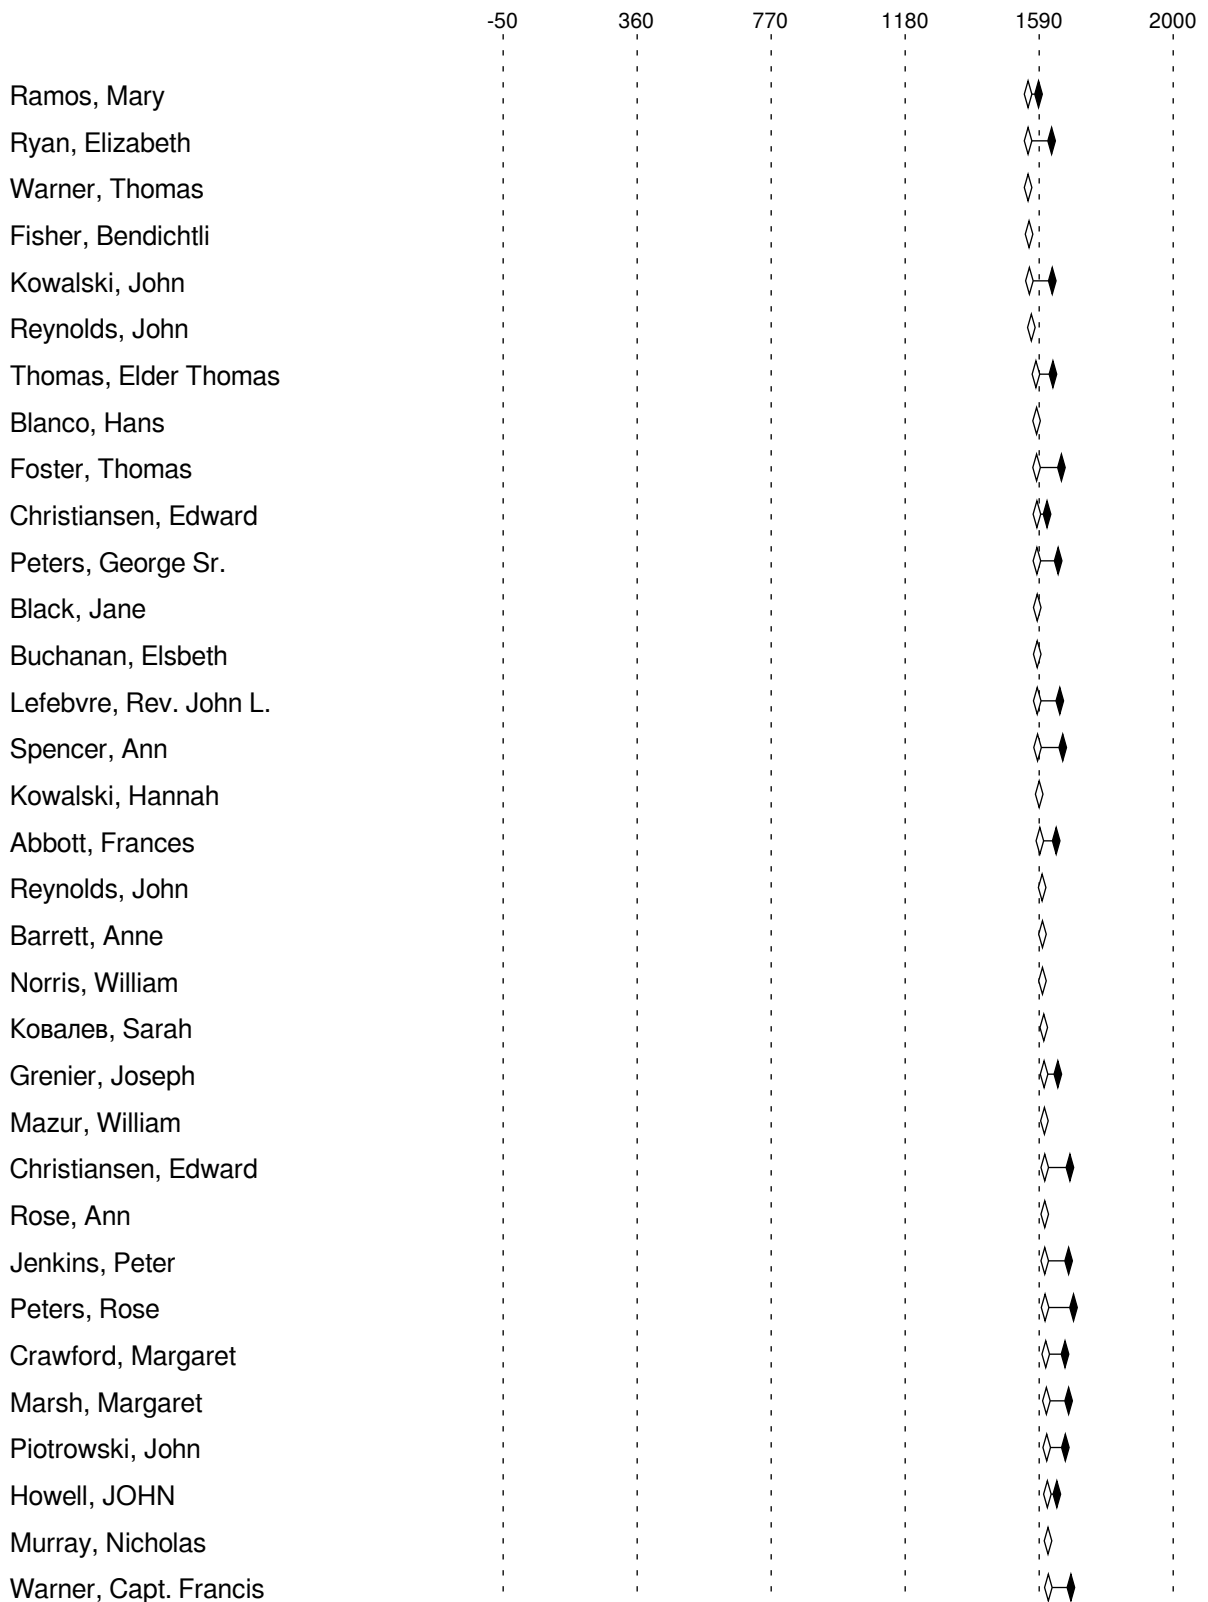 -50 360 770 1180 1590 2000
Ramos, Mary
Ryan, Elizabeth
Warner, Thomas
Fisher, Bendichtli
Kowalski, John
Reynolds, John
Thomas, Elder Thomas
Blanco, Hans
Foster, Thomas
Christiansen, Edward
Peters, George Sr.
Black, Jane
Buchanan, Elsbeth
Lefebvre, Rev. John L.
Spencer, Ann
Kowalski, Hannah
Abbott, Frances
Reynolds, John
Barrett, Anne
Norris, William
Ковалев, Sarah
Grenier, Joseph
Mazur, William
Christiansen, Edward
Rose, Ann
Jenkins, Peter
Peters, Rose
Crawford, Margaret
Marsh, Margaret
Piotrowski, John
Howell, JOHN
Murray, Nicholas
Warner, Capt. Francis